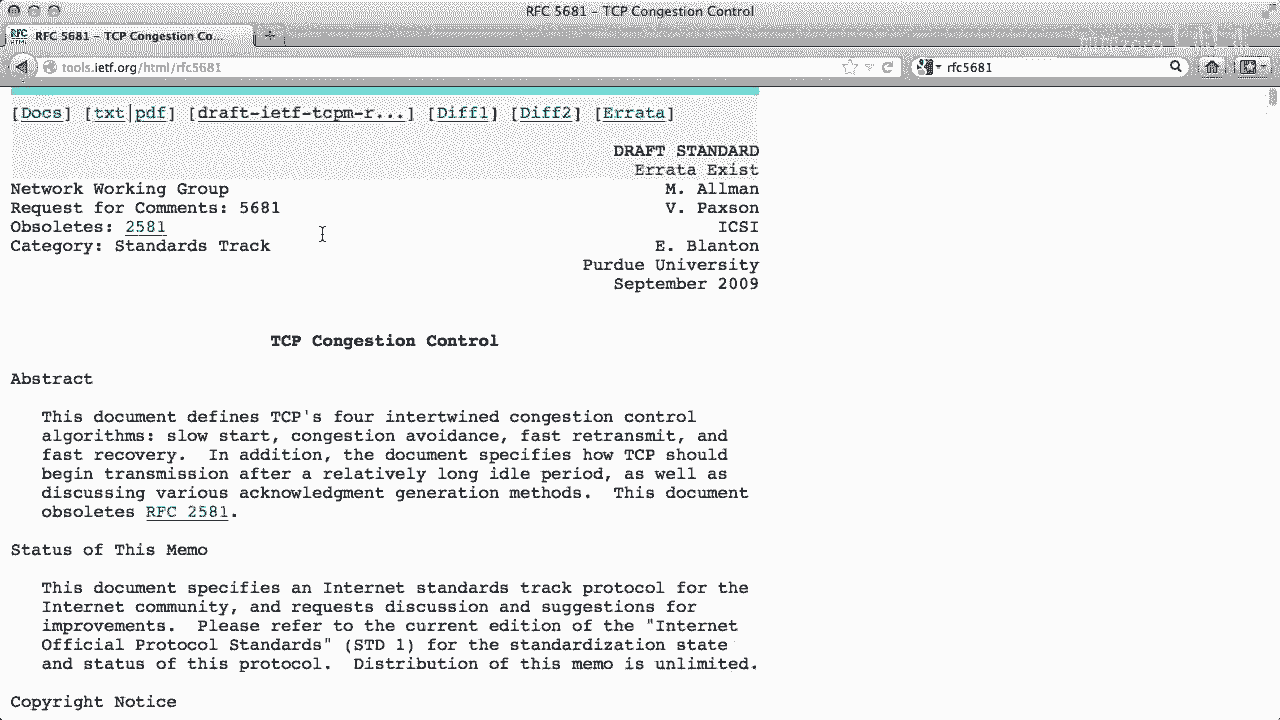 RFC 5681 – TCP Congestion Control
RFC 5681 – TCP Congestion Co...
tools.ietf.org/html/rfc5681
rfc5681
[Docs] [txt|pdf] [draft-ietf-tcpm-r...] [Diff1] [Diff2] [Errata]
DRAFT STANDARD
Errata Exist
Network Working Group M. Allman
Request for Comments: 5681 V. Paxson
Obsoletes: 2581 ICSI
Category: Standards Track E. Blanton
Purdue University
September 2009
TCP Congestion Control
Abstract
This document defines TCP's four intertwined congestion control
algorithms: slow start, congestion avoidance, fast retransmit, and
fast recovery. In addition, the document specifies how TCP should
begin transmission after a relatively long idle period, as well as
discussing various acknowledgment generation methods. This document
obsoletes RFC 2581.
Status of This Memo
This document specifies an Internet standards track protocol for the
Internet community, and requests discussion and suggestions for
improvements. Please refer to the current edition of the "Internet
Official Protocol Standards" (STD 1) for the standardization state
and status of this protocol. Distribution of this memo is unlimited.
Copyright Notice